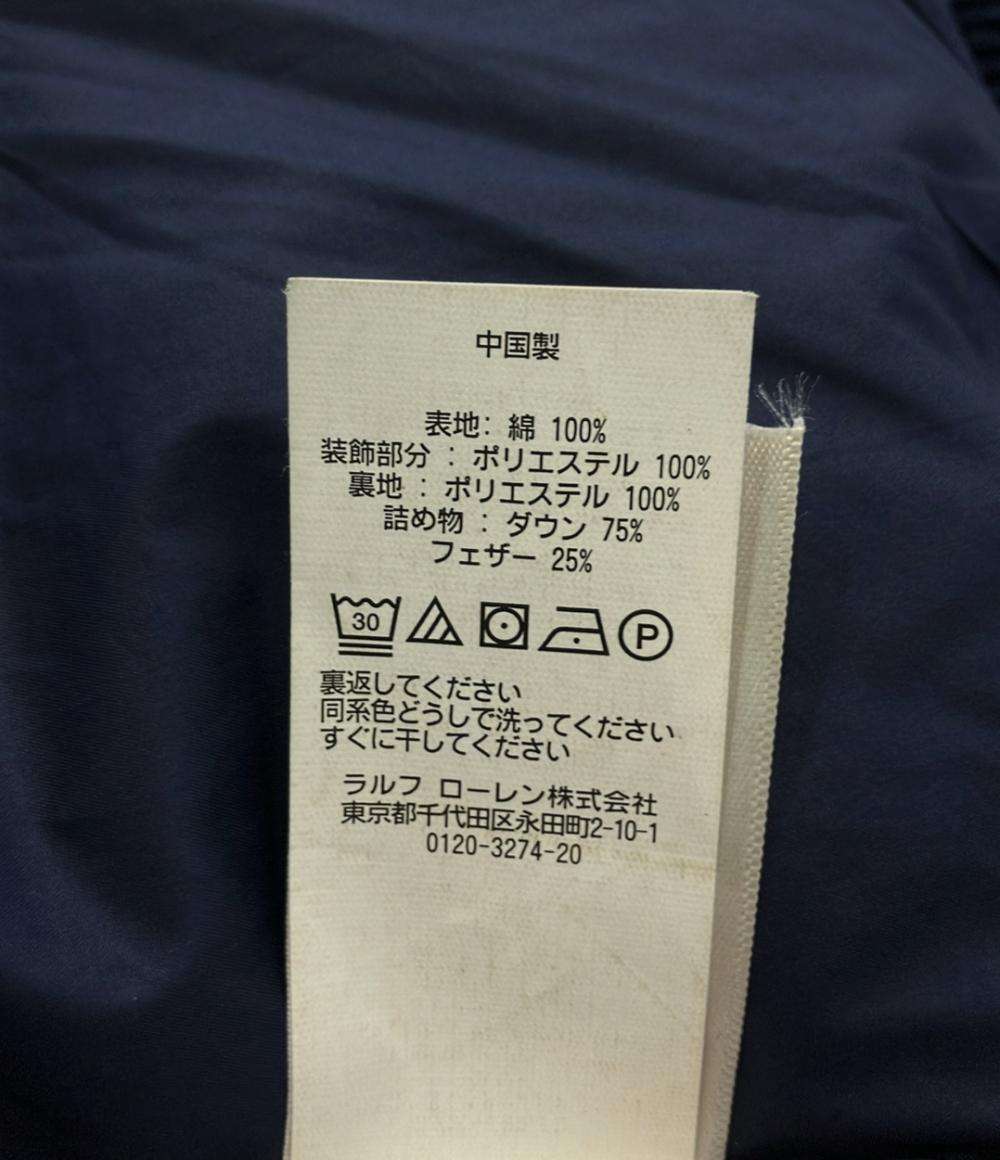 中国製
表地: 綿 100%
装飾部分 : ポリエステル 100%
裏地 : ポリエステル 100%
詰め物 : ダウン 75%
フェザー 25%
30 P
裏返してください
同系色どうしで洗ってください
すぐに干してください
ラルフ ローレン株式会社
東京都千代田区永田町2-10-1
0120-3274-20